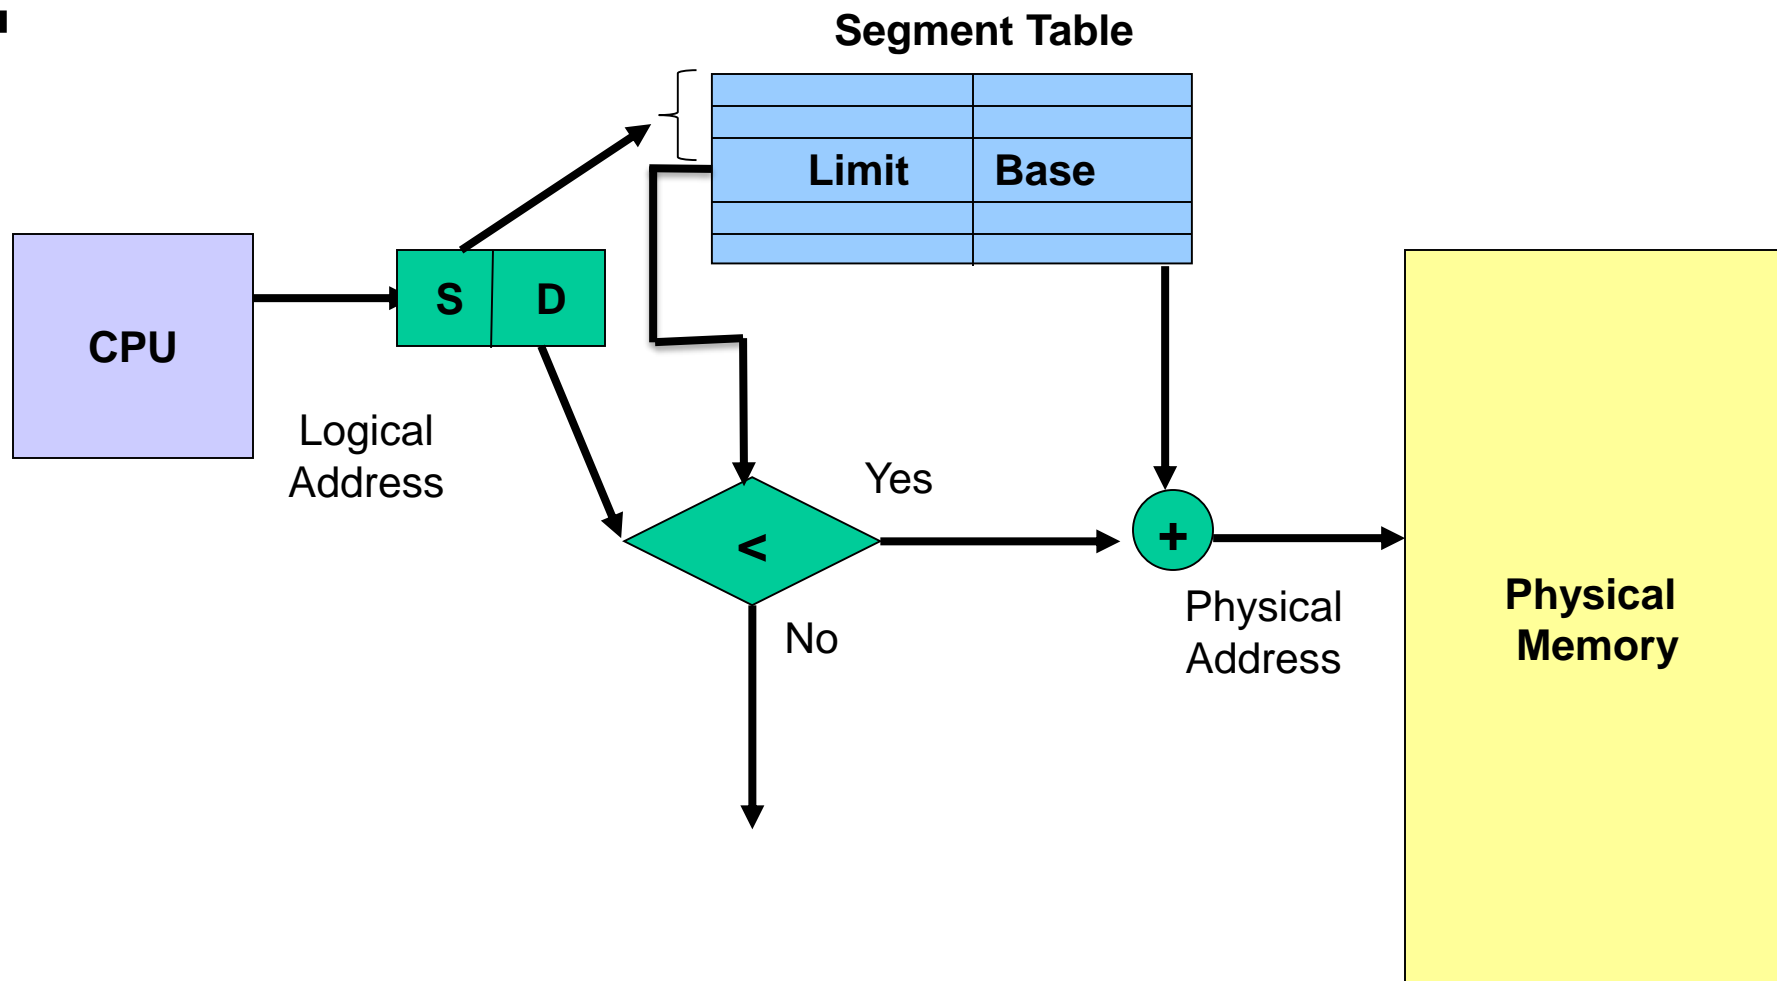 Segment Table
Limit Base
S D
CPU
Logical
Address
Yes
<
+
No
Physical
Address
Physical
Memory